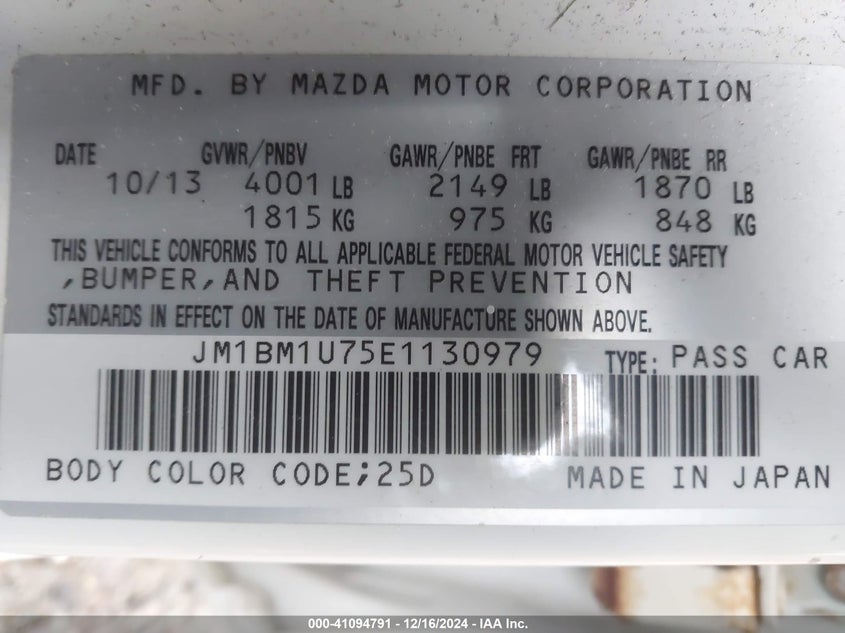 MFD. BY MAZDA MOTOR CORPORATION
DATE GVWR/PNBV GAWR/PNBE FRT GAWR/PNBE RR
10/13 4001 LB 2149 LB 1870 LB
1815 KG 975 KG 848 KG
THIS VEHICLE CONFORMS TO ALL APPLICABLE FEDERAL MOTOR VEHICLE SAFETY
,BUMPER,AND THEFT PREVENTION
STANDARDS IN EFFECT ON THE DATE OF MANUFACTURE SHOWN ABOVE.
JM1BM1U75E1130979 TYPE: PASS CAR
BODY COLOR CODE;25D MADE IN JAPAN
000-41094791 - 12/16/2024 - IAA Inc.